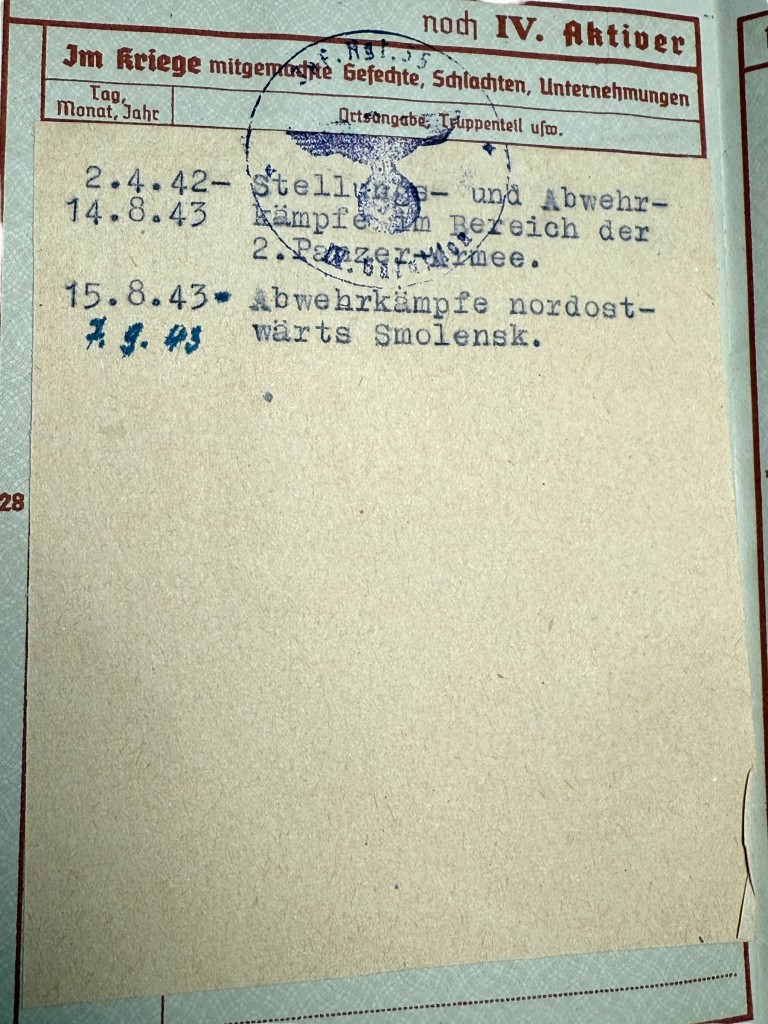 noch IV. Aktiver
Im Kriege mitgemachte Gefechte, Schlachten, Unternehmungen
Tag,
Monat, Jahr
Ortsangabe, Truppenteil usw.
2.4.42- Stellungs- und Abwehr-
14.8.43 kämpfe im Bereich der
2.Panzer-Armee.
15.8.43- Abwehrkämpfe nordost-
7.9.43 wärts Smolensk.
28